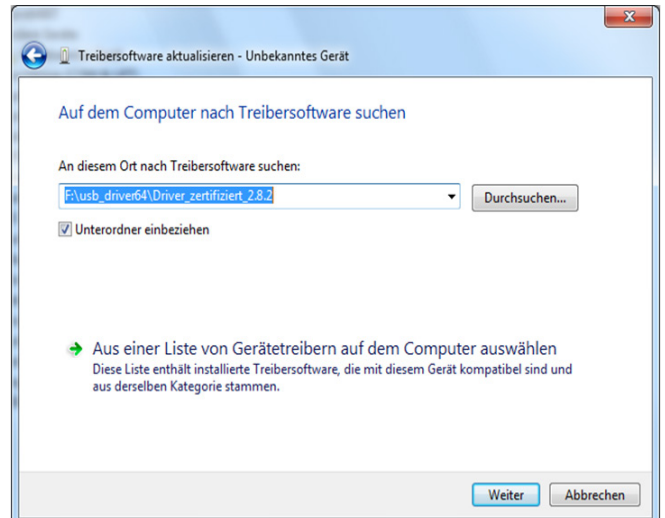 Treibersoftware aktualisieren - Unbekanntes Gerät
Auf dem Computer nach Treibersoftware suchen
An diesem Ort nach Treibersoftware suchen:
F:\usb_driver64\Driver_zertifiziert_2.8.2
Durchsuchen...
Unterordner einbeziehen
Aus einer Liste von Gerätetreibern auf dem Computer auswählen
Diese Liste enthält installierte Treibersoftware, die mit diesem Gerät kompatibel sind und
aus derselben Kategorie stammen.
Weiter
Abbrechen